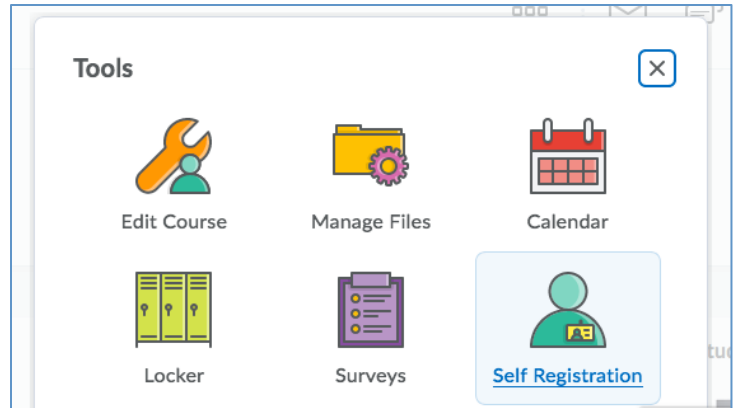 Tools
Edit Course
Manage Files
Calendar
Locker
Surveys
Self Registration